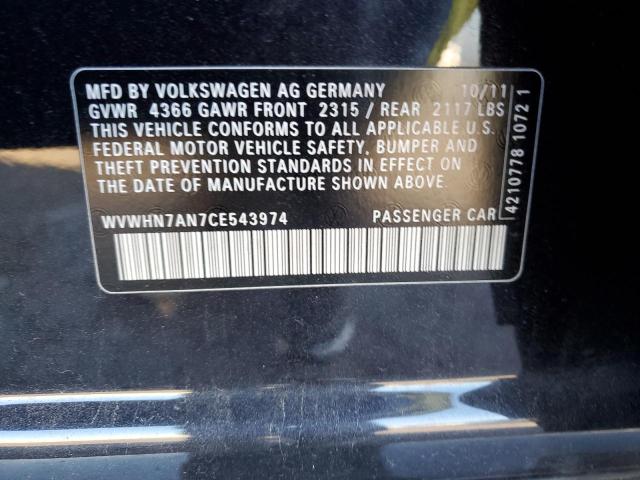 MFD BY VOLKSWAGEN AG GERMANY 10/11
GVWR 4366 GAWR FRONT 2315 / REAR 2117 LBS
THIS VEHICLE CONFORMS TO ALL APPLICABLE U.S.
FEDERAL MOTOR VEHICLE SAFETY, BUMPER AND
THEFT PREVENTION STANDARDS IN EFFECT ON
THE DATE OF MANUFACTURE SHOWN ABOVE.
WVWHN7AN7CE543974 PASSENGER CAR
4210778 1072 1